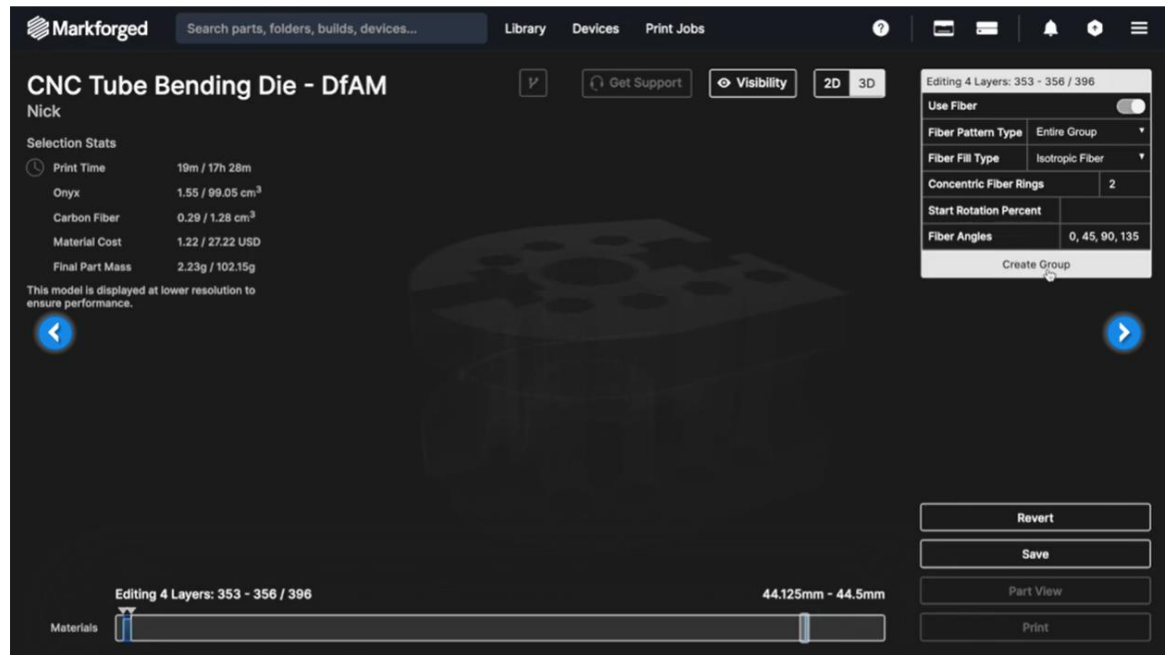 Markforged
Search parts, folders, builds, devices...
Library Devices Print Jobs
?
CNC Tube Bending Die - DfAM
Nick
Get Support
Visibility
2D 3D
Selection Stats
Print Time 19m / 17h 28m
Onyx 1.55 / 99.05 cm³
Carbon Fiber 0.29 / 1.28 cm³
Material Cost 1.22 / 27.22 USD
Final Part Mass 2.23g / 102.15g
This model is displayed at lower resolution to
ensure performance.
Editing 4 Layers: 353 - 356 / 396
Use Fiber
Fiber Pattern Type Entire Group
Fiber Fill Type Isotropic Fiber
Concentric Fiber Rings 2
Start Rotation Percent
Fiber Angles 0, 45, 90, 135
Create Group
Revert
Save
Part View
Print
Editing 4 Layers: 353 - 356 / 396 44.125mm - 44.5mm
Materials